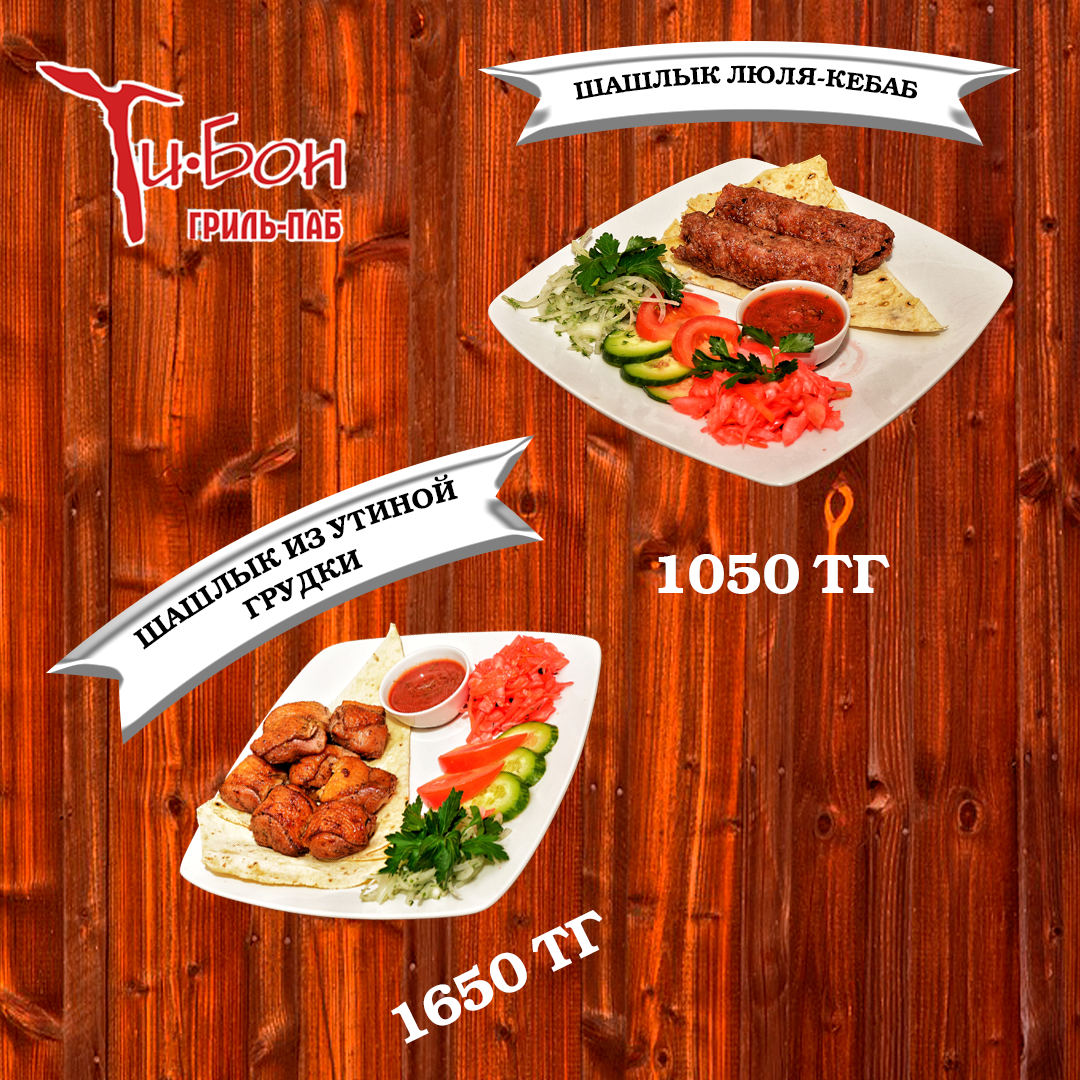 Ти•Бон
ГРИЛЬ-ПАБ
ШАШЛЫК ЛЮЛЯ-КЕБАБ
1050 ТГ
ШАШЛЫК ИЗ УТИНОЙ
ГРУДКИ
1650 ТГ